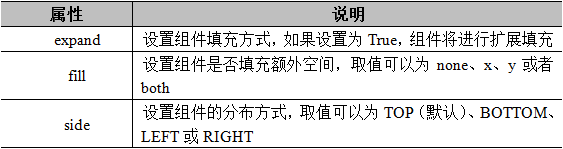 属性 说明
expand 设置组件填充方式，如果设置为 True，组件将进行扩展填充
fill 设置组件是否填充额外空间，取值可以为 none、x、y 或者
both
side 设置组件的分布方式，取值可以为 TOP（默认）、BOTTOM、
LEFT 或 RIGHT